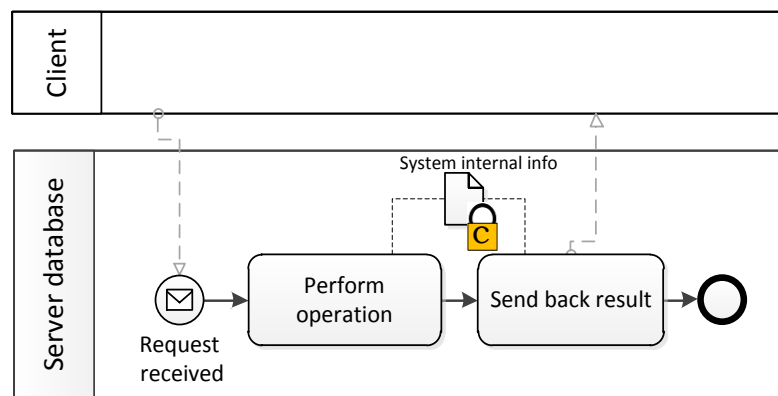 Client
Server database
System internal info
C
Perform
operation
Send back result
Request
received